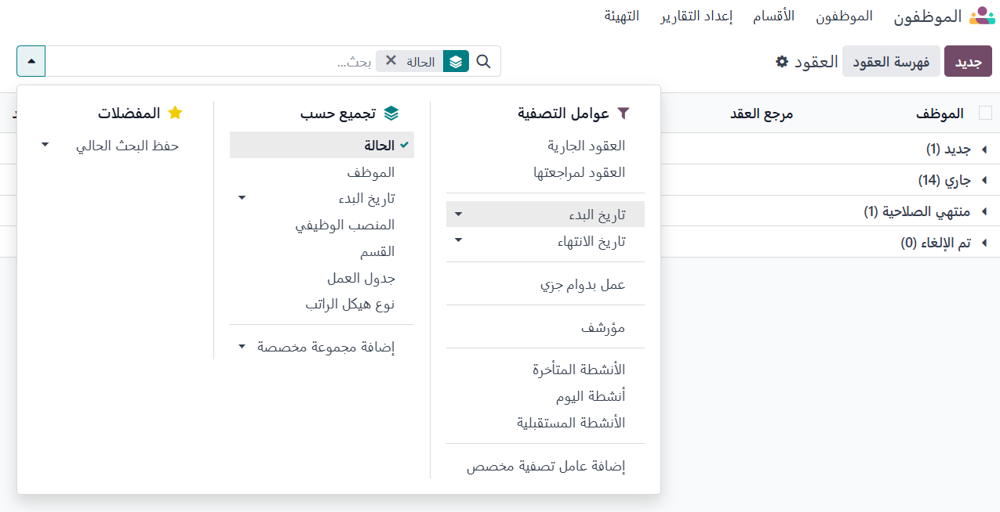 الموظفون الموظفون الأقسام إعداد التقارير التهيئة
جديد فهرسة العقود العقود
الحالة بحث...
الموظف مرجع العقد
جديد (1)
جاري (14)
منتهي الصلاحية (1)
تم الإلغاء (0)
عوامل التصفية
العقود الجارية
العقود لمراجعتها
تاريخ البدء
تاريخ الانتهاء
عمل بدوام جزي
مؤرشف
الأنشطة المتأخرة
أنشطة اليوم
الأنشطة المستقبلية
إضافة عامل تصفية مخصص
تجميع حسب
الحالة
الموظف
تاريخ البدء
المنصب الوظيفي
القسم
جدول العمل
نوع هيكل الراتب
إضافة مجموعة مخصصة
المفضلات
حفظ البحث الحالي